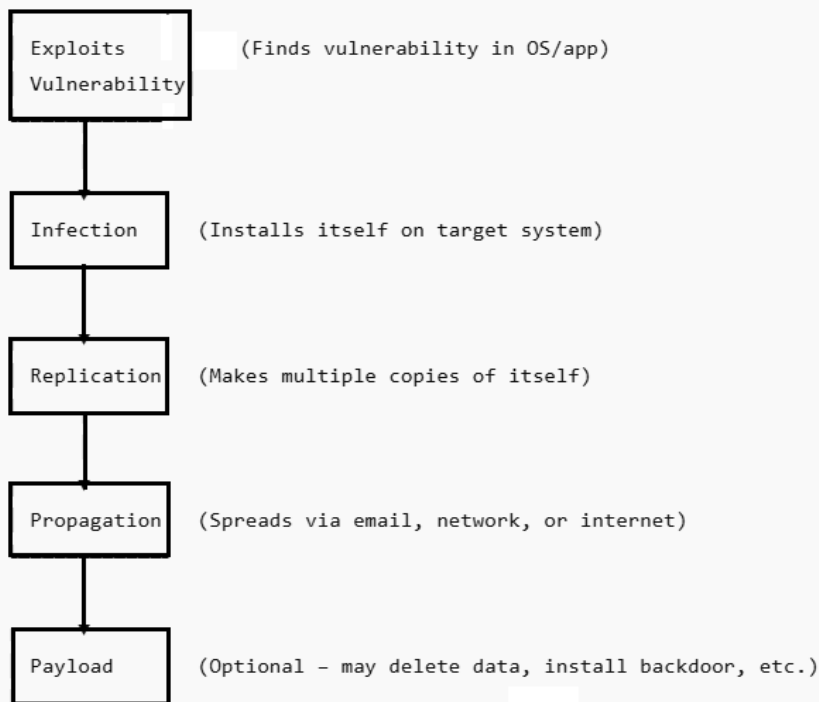 Exploits (Finds vulnerability in OS/app)
Vulnerability
Infection (Installs itself on target system)
Replication (Makes multiple copies of itself)
Propagation (Spreads via email, network, or internet)
Payload (Optional – may delete data, install backdoor, etc.)